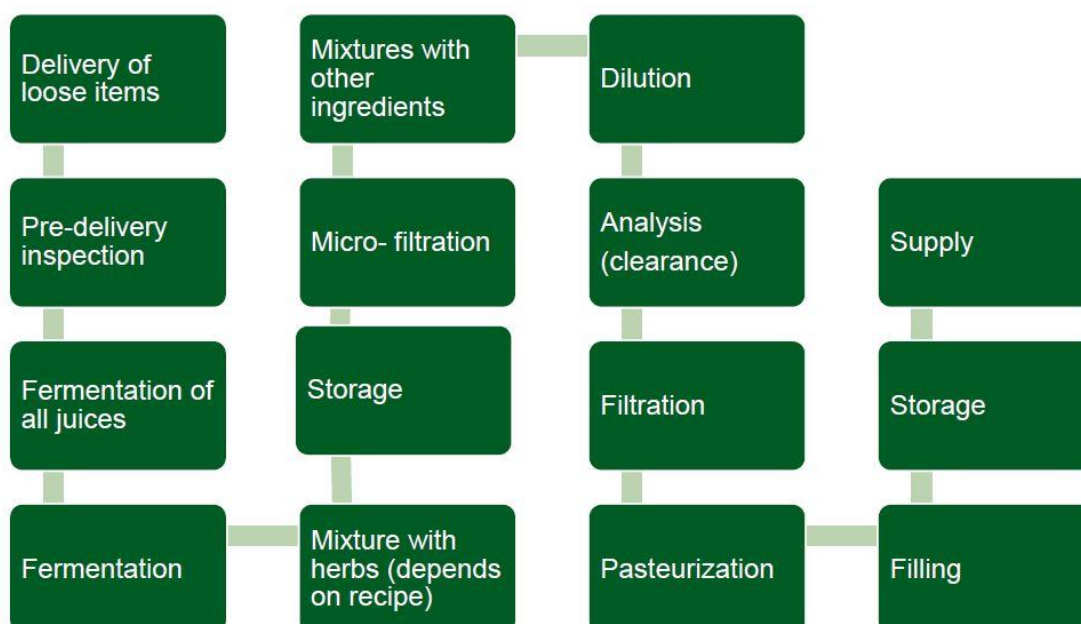 Delivery of
loose items
Pre-delivery
inspection
Fermentation of
all juices
Fermentation
Mixture with
herbs (depends
on recipe)
Storage
Micro- filtration
Mixtures with
other
ingredients
Dilution
Analysis
(clearance)
Filtration
Pasteurization
Filling
Storage
Supply